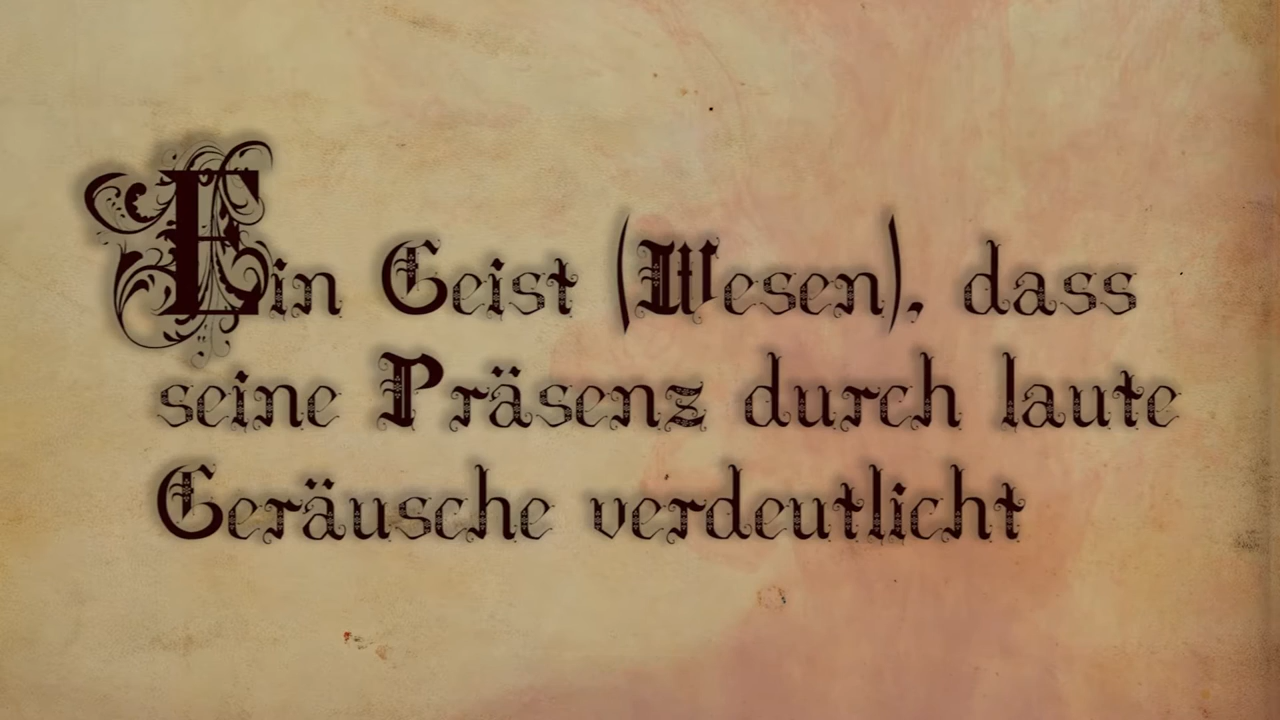 Ein Geist (Wesen), dass
seine Präsenz durch laute
Geräusche verdeutlicht